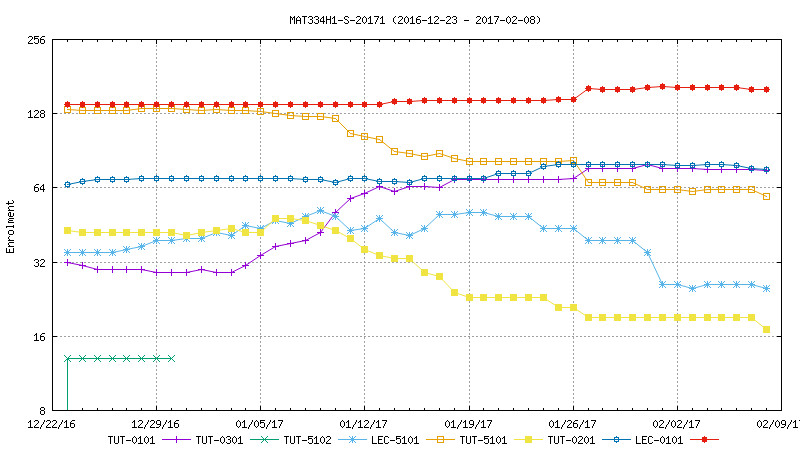 MAT334H1-S-20171 (2016-12-23 - 2017-02-08)
256
128
64
32
16
8
Enrolment
12/22/16 12/29/16 01/05/17 01/12/17 01/19/17 01/26/17 02/02/17 02/09/1
TUT-0101 TUT-0301 TUT-5102 LEC-5101 TUT-5101 TUT-0201 LEC-0101